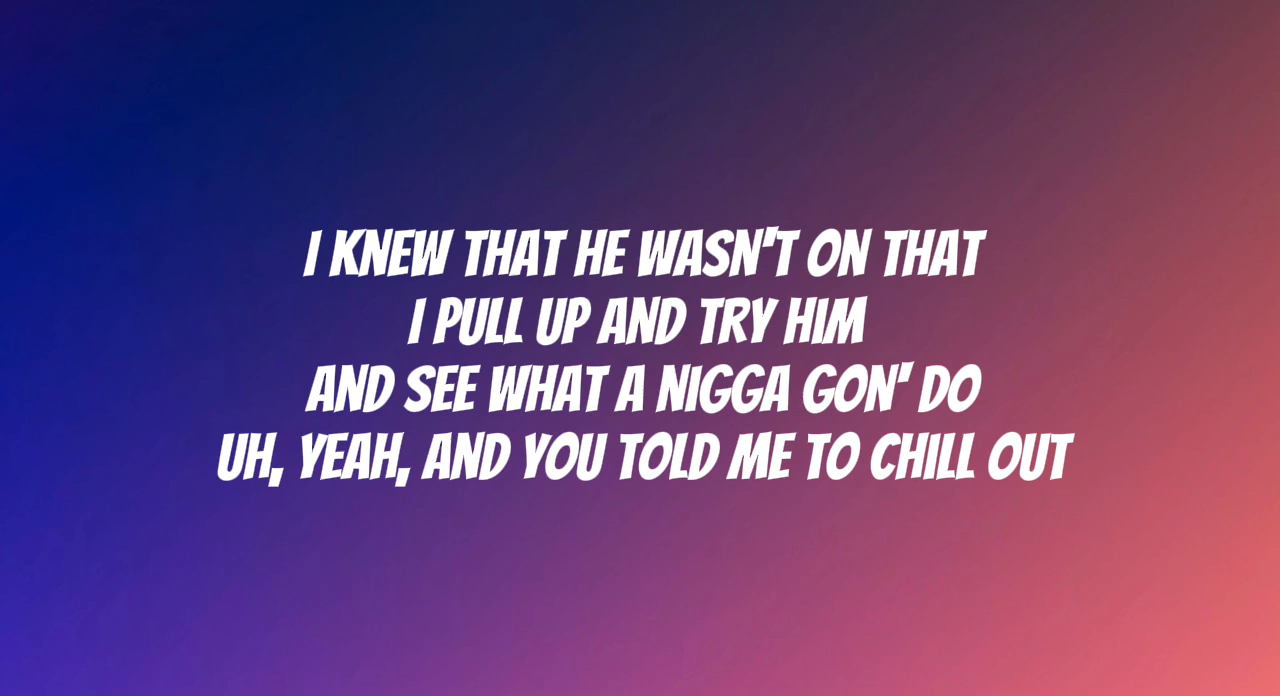 I KNEW THAT HE WASN'T ON THAT
I PULL UP AND TRY HIM
AND SEE WHAT A NIGGA GON' DO
UH, YEAH, AND YOU TOLD ME TO CHILL OUT